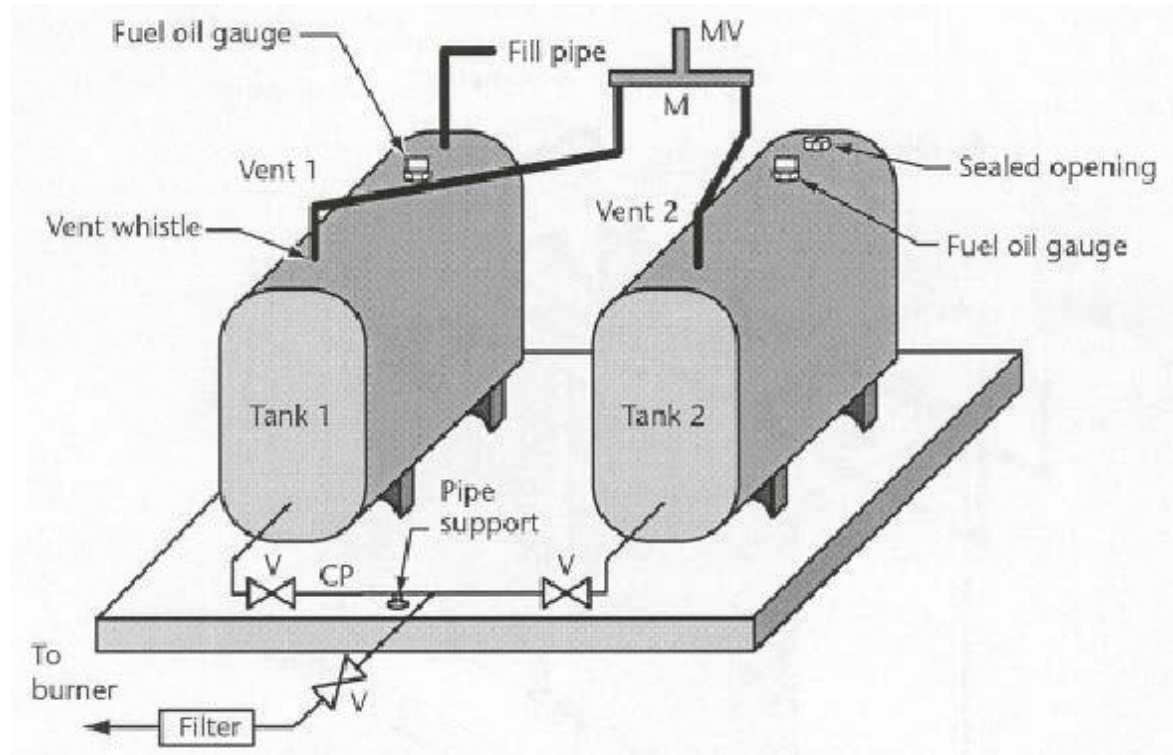 Fuel oil gauge
Fill pipe
MV
M
Vent 1
Sealed opening
Vent whistle
Vent 2
Fuel oil gauge
Tank 1
Tank 2
Pipe
support
V
CP
V
To
burner
V
Filter